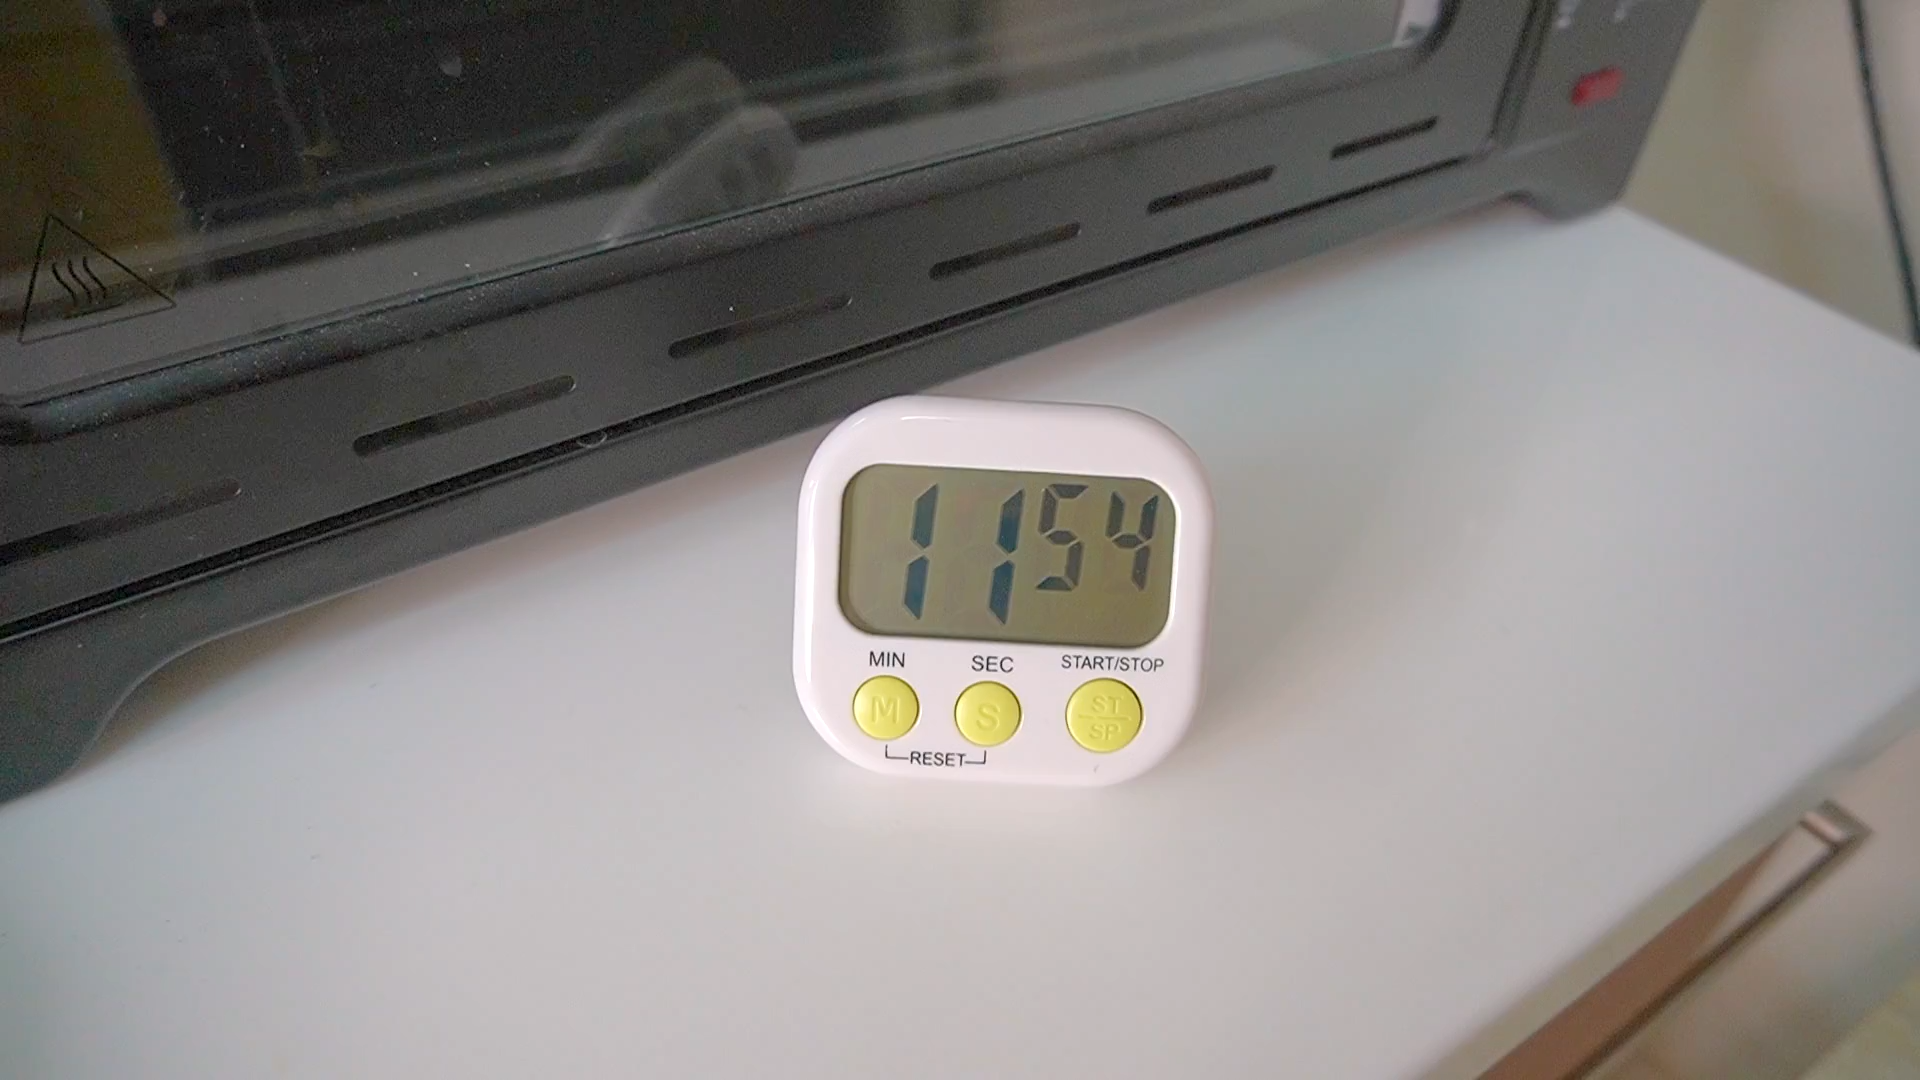 11 54
MIN SEC START/STOP
M S ST
SP
RESET